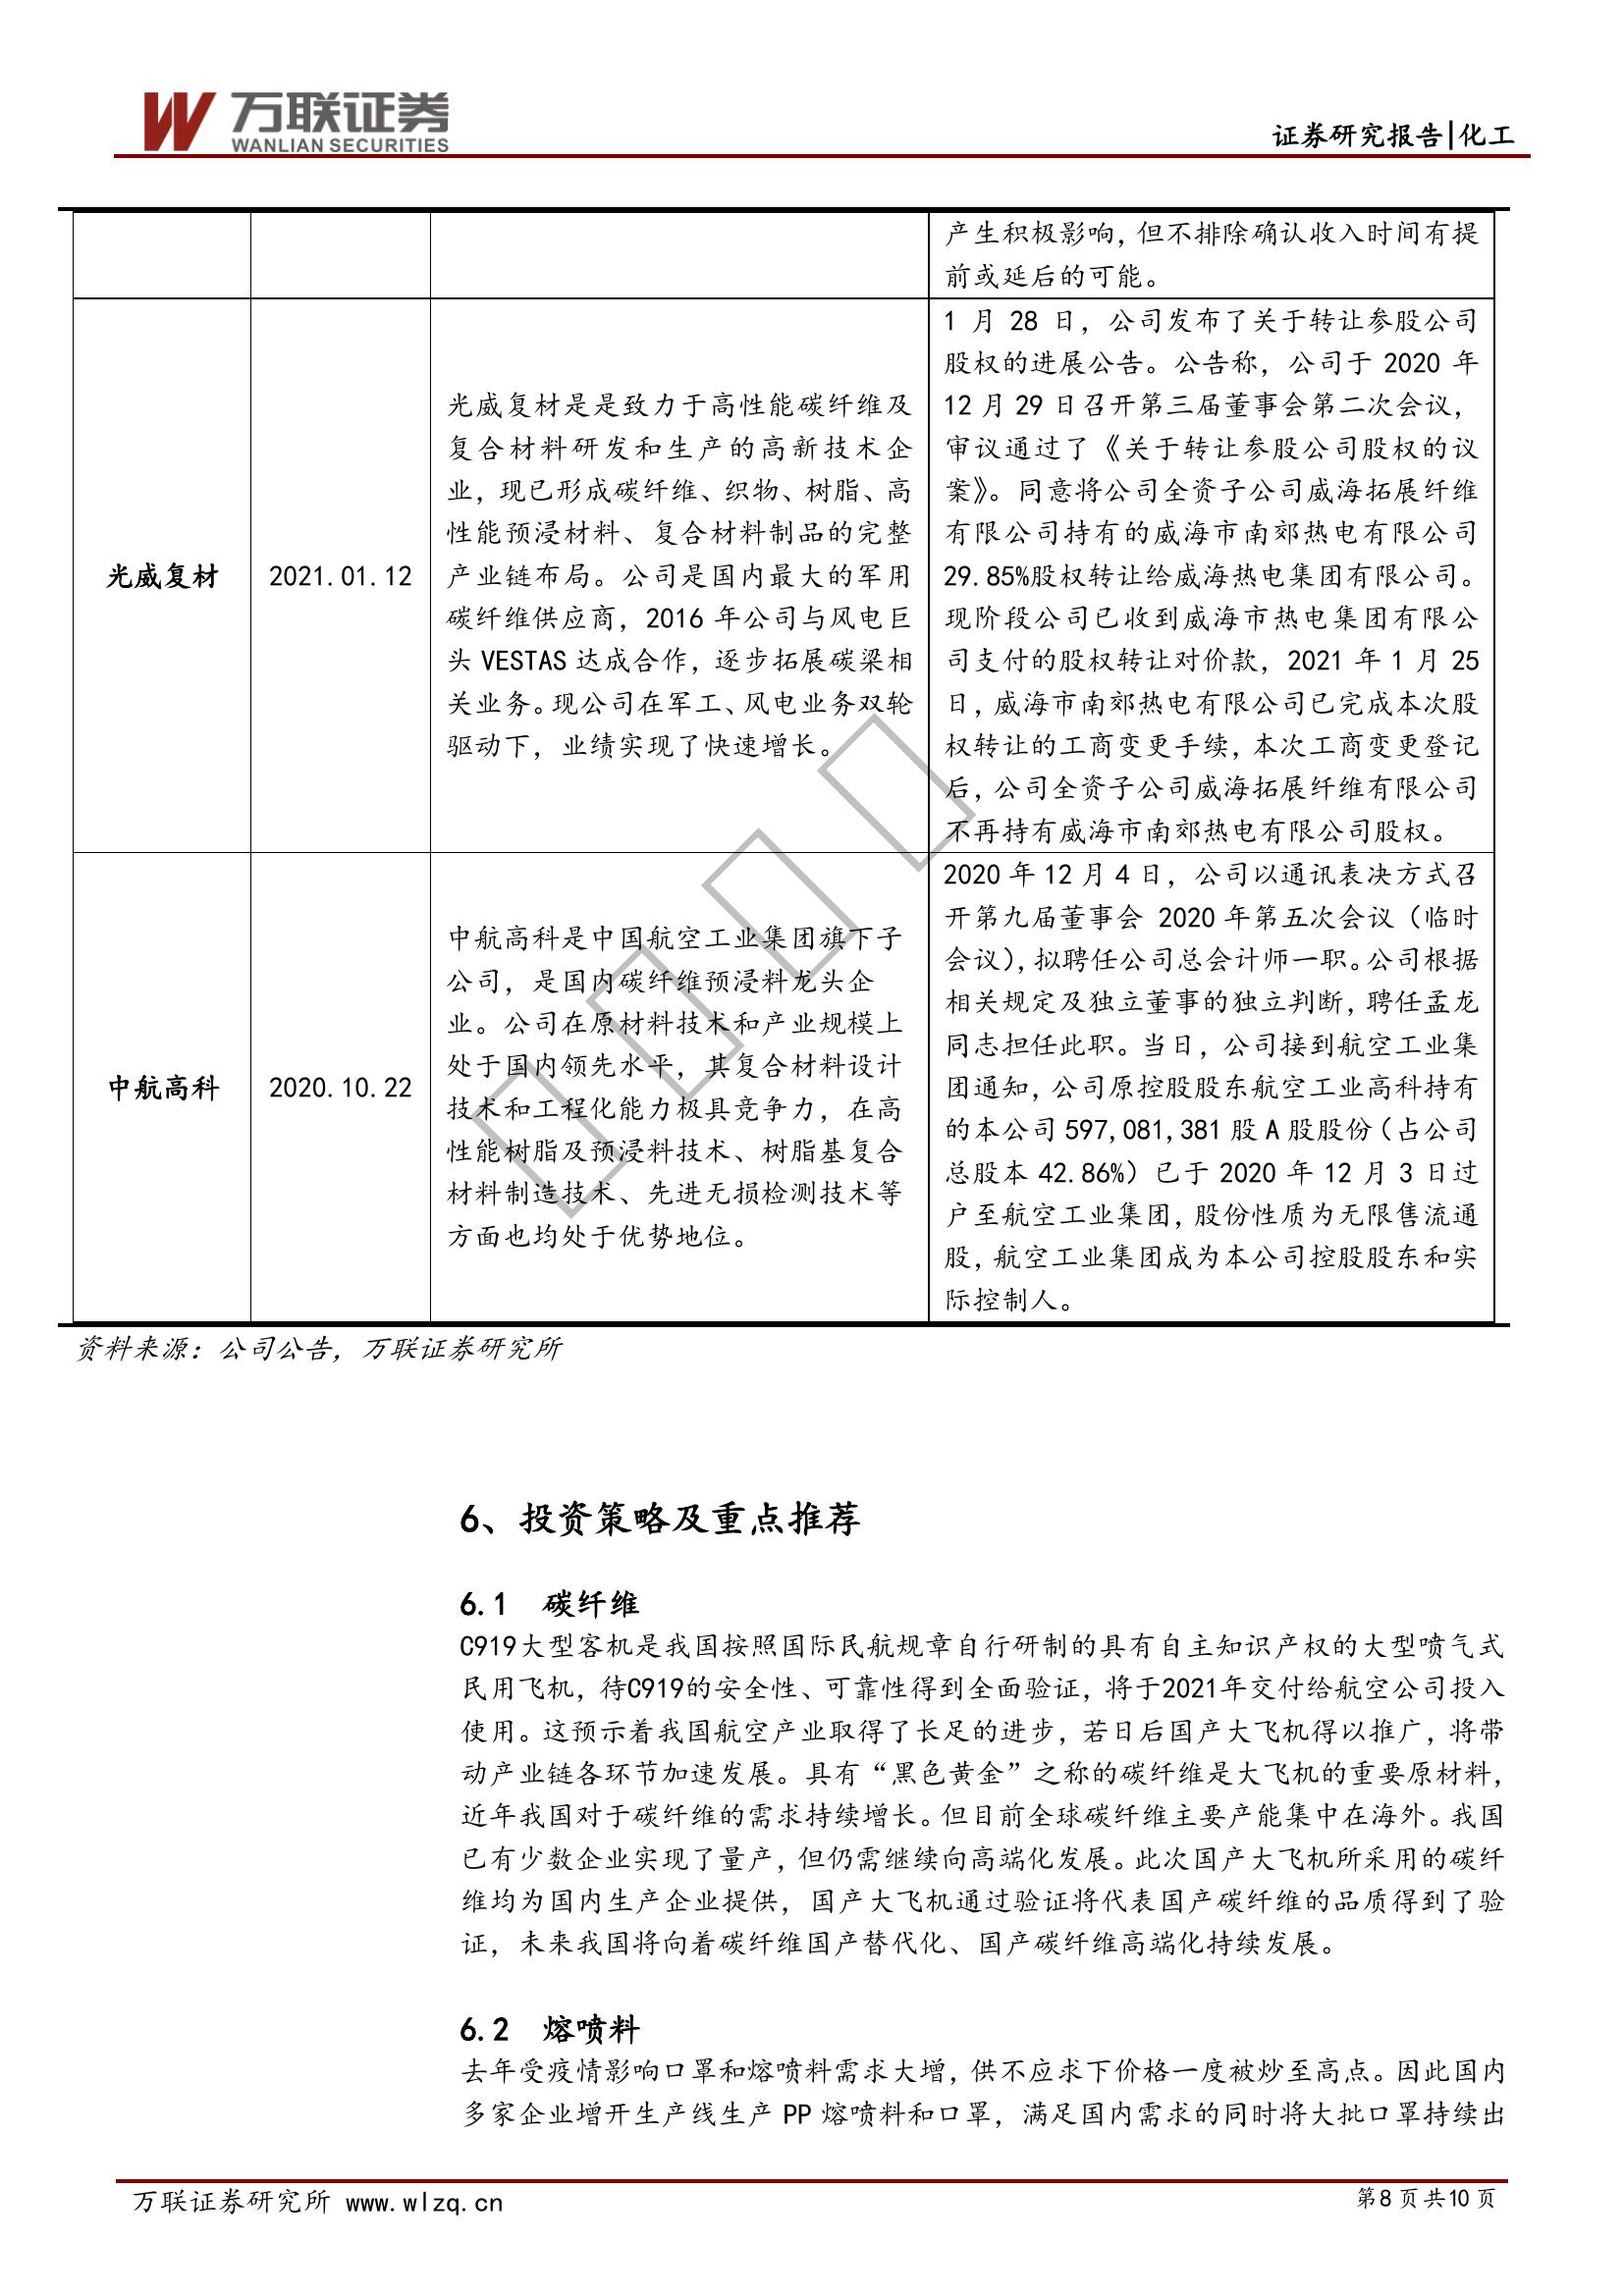 万联证券
WANLIAN SECURITIES
证券研究报告|化工
产生积极影响，但不排除确认收入时间有提
前或延后的可能。
光威复材
2021.01.12
光威复材是是致力于高性能碳纤维及
复合材料研发和生产的高新技术企
业，现已形成碳纤维、织物、树脂、高
性能预浸材料、复合材料制品的完整
产业链布局。公司是国内最大的军用
碳纤维供应商，2016 年公司与风电巨
头 VESTAS 达成合作，逐步拓展碳梁相
关业务。现公司在军工、风电业务双轮
驱动下，业绩实现了快速增长。
1 月 28 日，公司发布了关于转让参股公司
股权的进展公告。公告称，公司于 2020 年
12 月 29 日召开第三届董事会第二次会议，
审议通过了《关于转让参股公司股权的议
案》。同意将公司全资子公司威海拓展纤维
有限公司持有的威海市南郊热电有限公司
29.85%股权转让给威海热电集团有限公司。
现阶段公司已收到威海市热电集团有限公
司支付的股权转让对价款，2021 年 1 月 25
日，威海市南郊热电有限公司已完成本次股
权转让的工商变更手续，本次工商变更登记
后，公司全资子公司威海拓展纤维有限公司
不再持有威海市南郊热电有限公司股权。
中航高科
2020.10.22
中航高科是中国航空工业集团旗下子
公司，是国内碳纤维预浸料龙头企
业。公司在原材料技术和产业规模上
处于国内领先水平，其复合材料设计
技术和工程化能力极具竞争力，在高
性能树脂及预浸料技术、树脂基复合
材料制造技术、先进无损检测技术等
方面也均处于优势地位。
2020 年 12 月 4 日，公司以通讯表决方式召
开第九届董事会 2020 年第五次会议（临时
会议），拟聘任公司总会计师一职。公司根据
相关规定及独立董事的独立判断，聘任孟龙
同志担任此职。当日，公司接到航空工业集
团通知，公司原控股股东航空工业高科持有
的本公司 597,081,381 股 A 股股份（占公司
总股本 42.86%）已于 2020 年 12 月 3 日过
户至航空工业集团，股份性质为无限售流通
股，航空工业集团成为本公司控股股东和实
际控制人。
资料来源：公司公告，万联证券研究所
6、投资策略及重点推荐
6.1 碳纤维
C919大型客机是我国按照国际民航规章自行研制的具有自主知识产权的大型喷气式
民用飞机，待C919的安全性、可靠性得到全面验证，将于2021年交付给航空公司投入
使用。这预示着我国航空产业取得了长足的进步，若日后国产大飞机得以推广，将带
动产业链各环节加速发展。具有“黑色黄金”之称的碳纤维是大飞机的重要原材料，
近年我国对于碳纤维的需求持续增长。但目前全球碳纤维主要产能集中在海外。我国
已有少数企业实现了量产，但仍需继续向高端化发展。此次国产大飞机所采用的碳纤
维均为国内生产企业提供，国产大飞机通过验证将代表国产碳纤维的品质得到了验
证，未来我国将向着碳纤维国产替代化、国产碳纤维高端化持续发展。
6.2 熔喷料
去年受疫情影响口罩和熔喷料需求大增，供不应求下价格一度被炒至高点。因此国内
多家企业增开生产线生产 PP 熔喷料和口罩，满足国内需求的同时将大批口罩持续出
万联证券研究所 www.wlzq.cn
第8页共10页